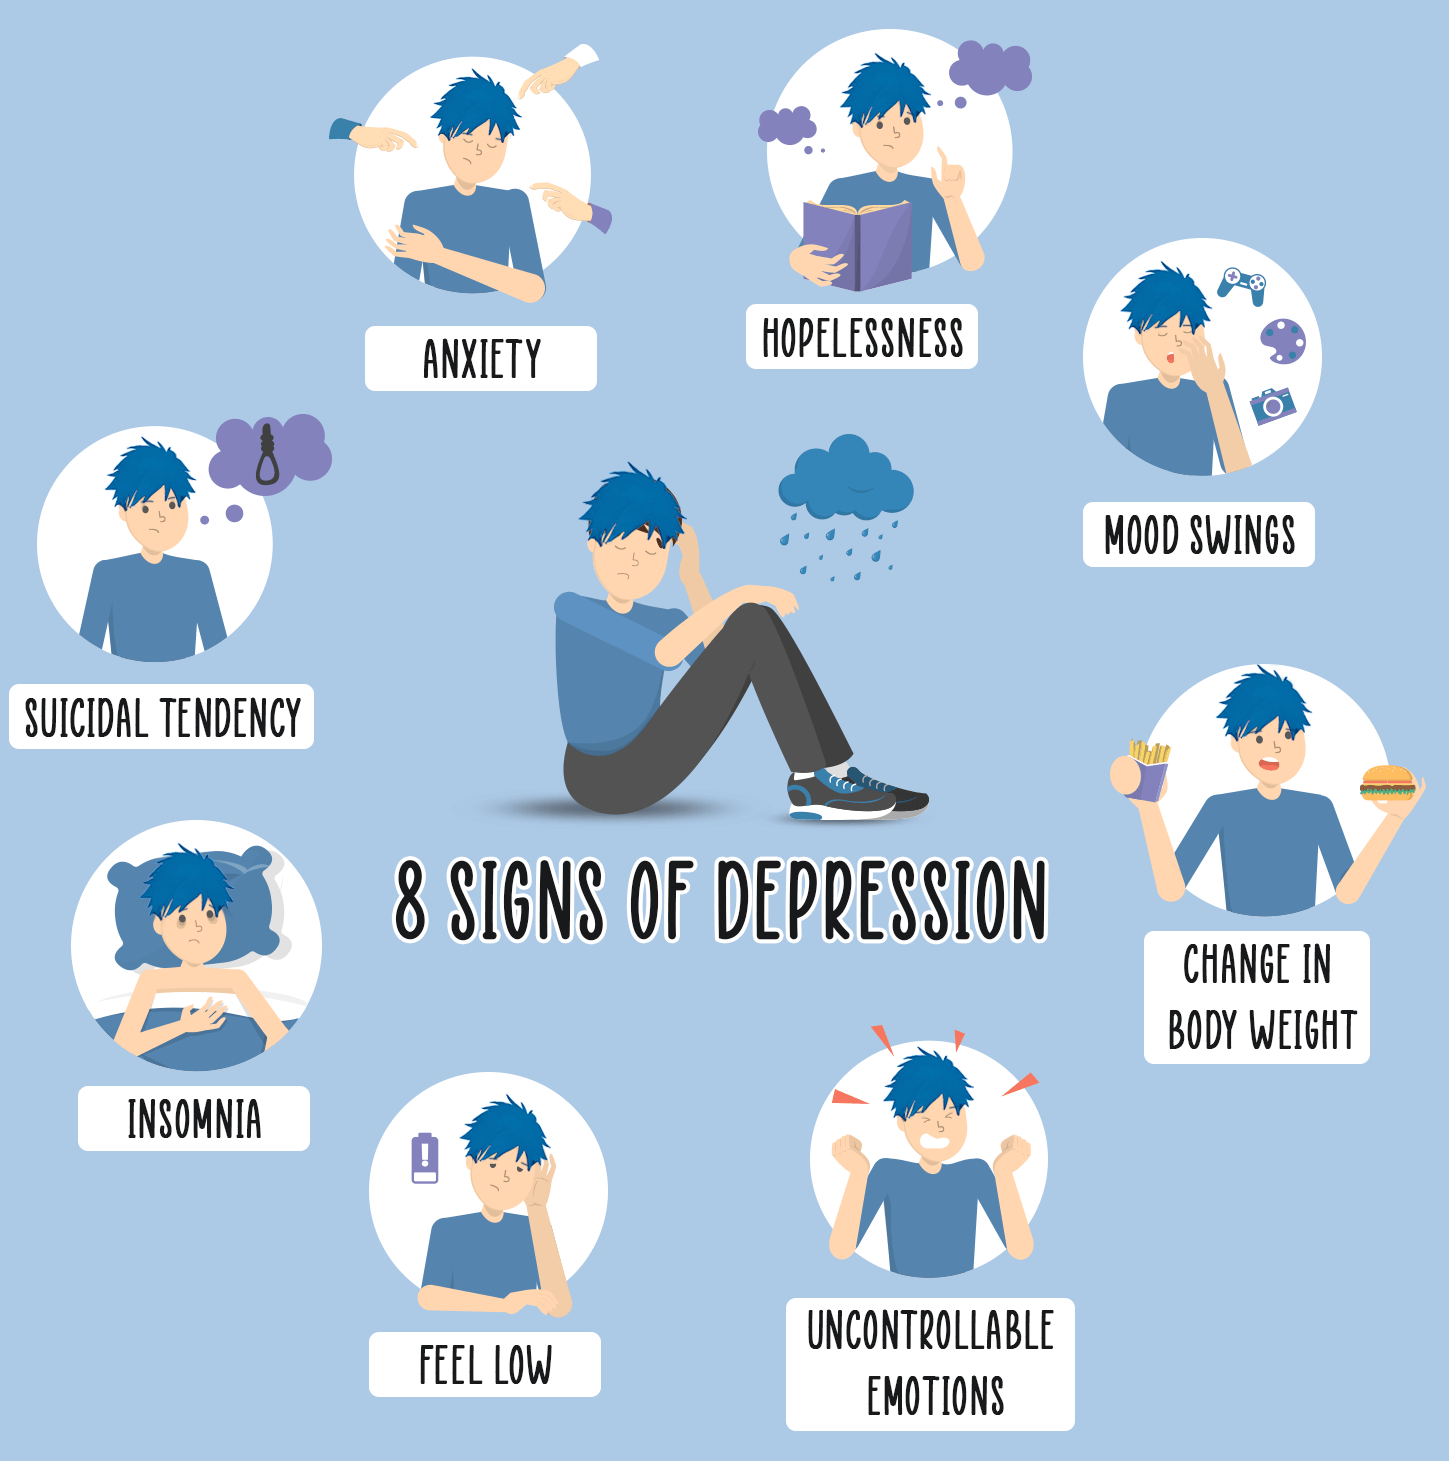 ANXIETY
HOPELESSNESS
MOOD SWINGS
SUICIDAL TENDENCY
8 SIGNS OF DEPRESSION
CHANGE IN
BODY WEIGHT
INSOMNIA
FEEL LOW
UNCONTROLLABLE
EMOTIONS